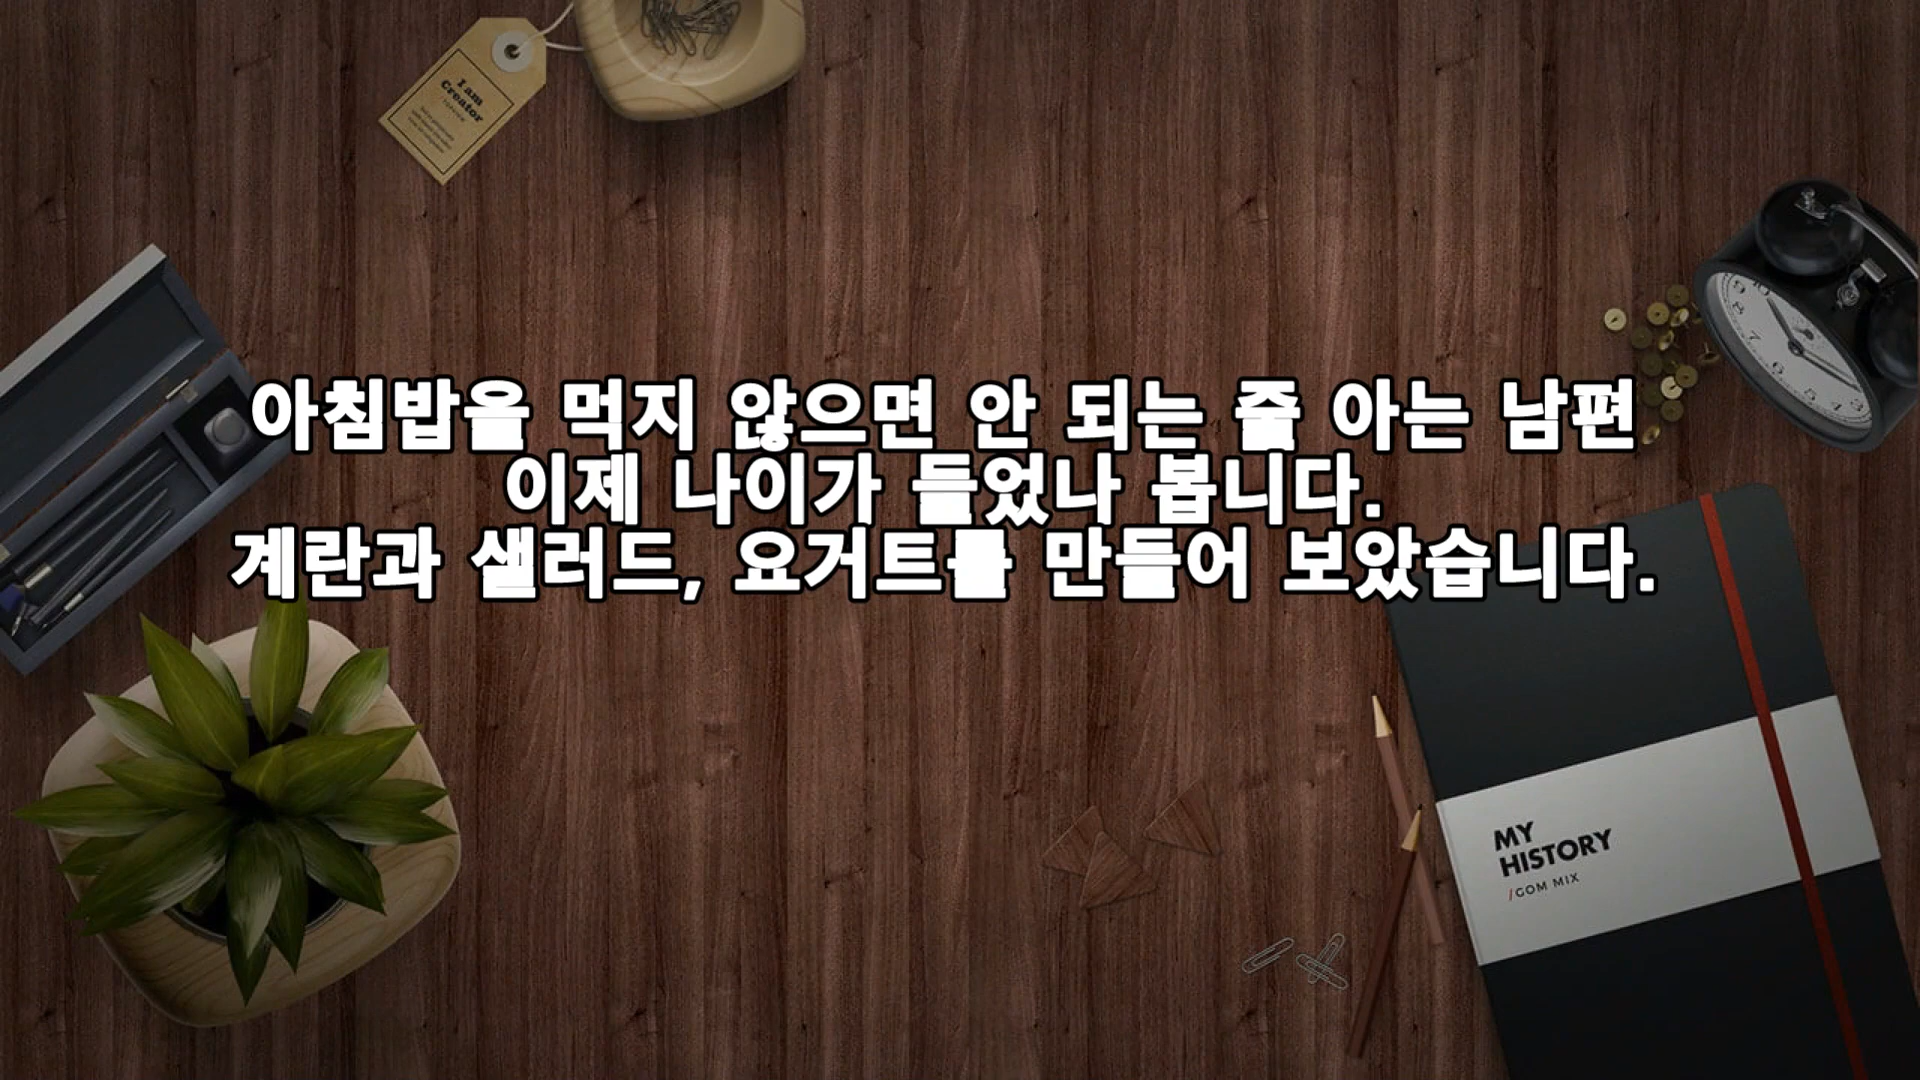 I am
Creator
아침밥을 먹지 않으면 안 되는 줄 아는 남편
이제 나이가 들었나 봅니다.
계란과 샐러드, 요거트를 만들어 보았습니다.
MY
HISTORY
/GOM MIX